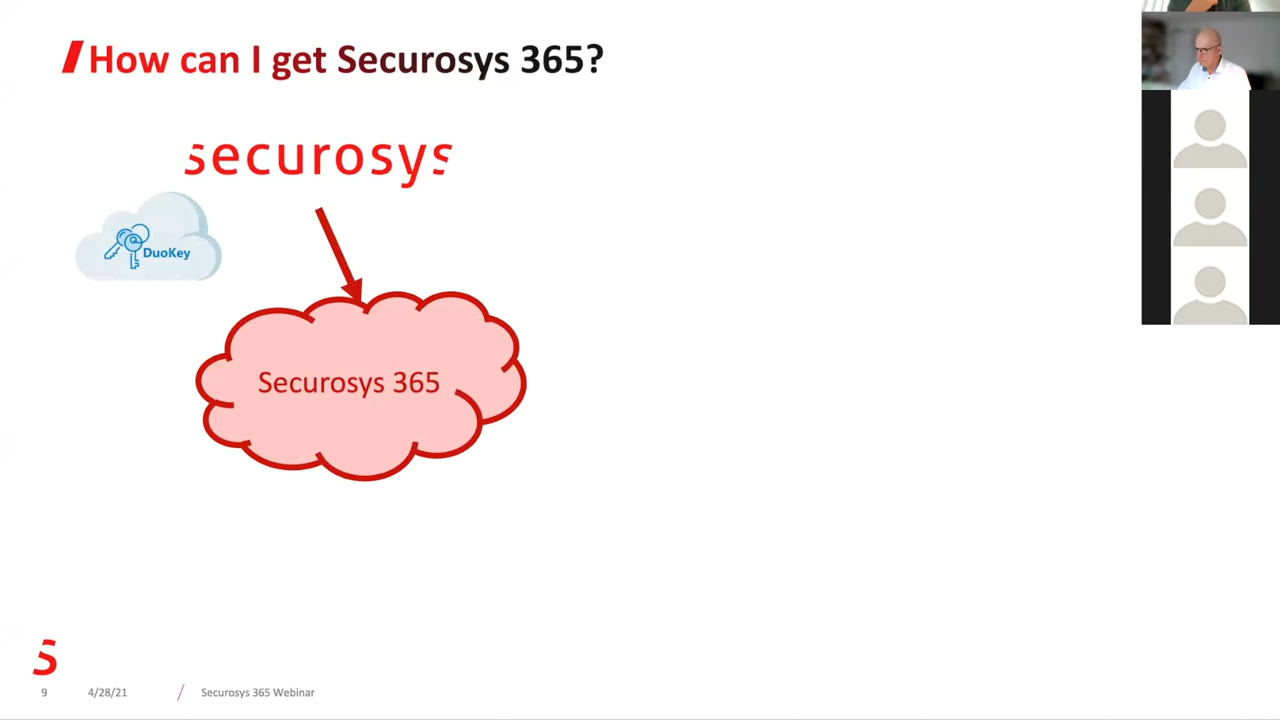 How can I get Securosys 365?
securosys
DuoKey
Securosys 365
S
9 4/28/21 / Securosys 365 Webinar